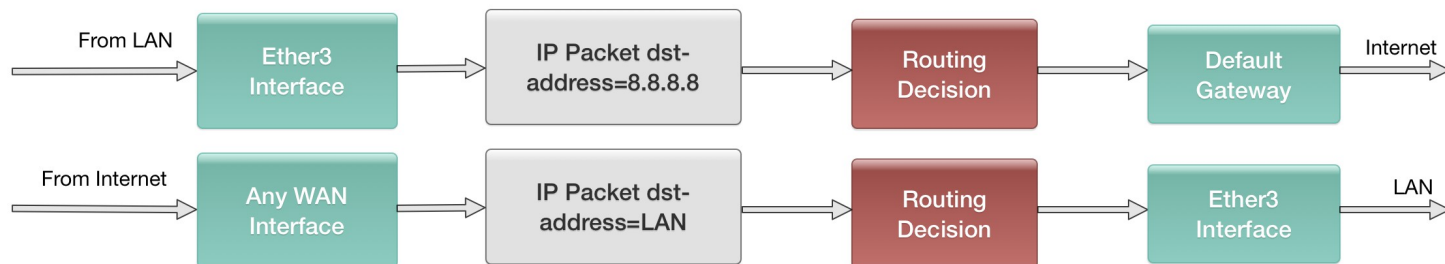 From LAN
Ether3
Interface
IP Packet dst-
address=8.8.8.8
Routing
Decision
Default
Gateway
Internet
From Internet
Any WAN
Interface
IP Packet dst-
address=LAN
Routing
Decision
Ether3
Interface
LAN